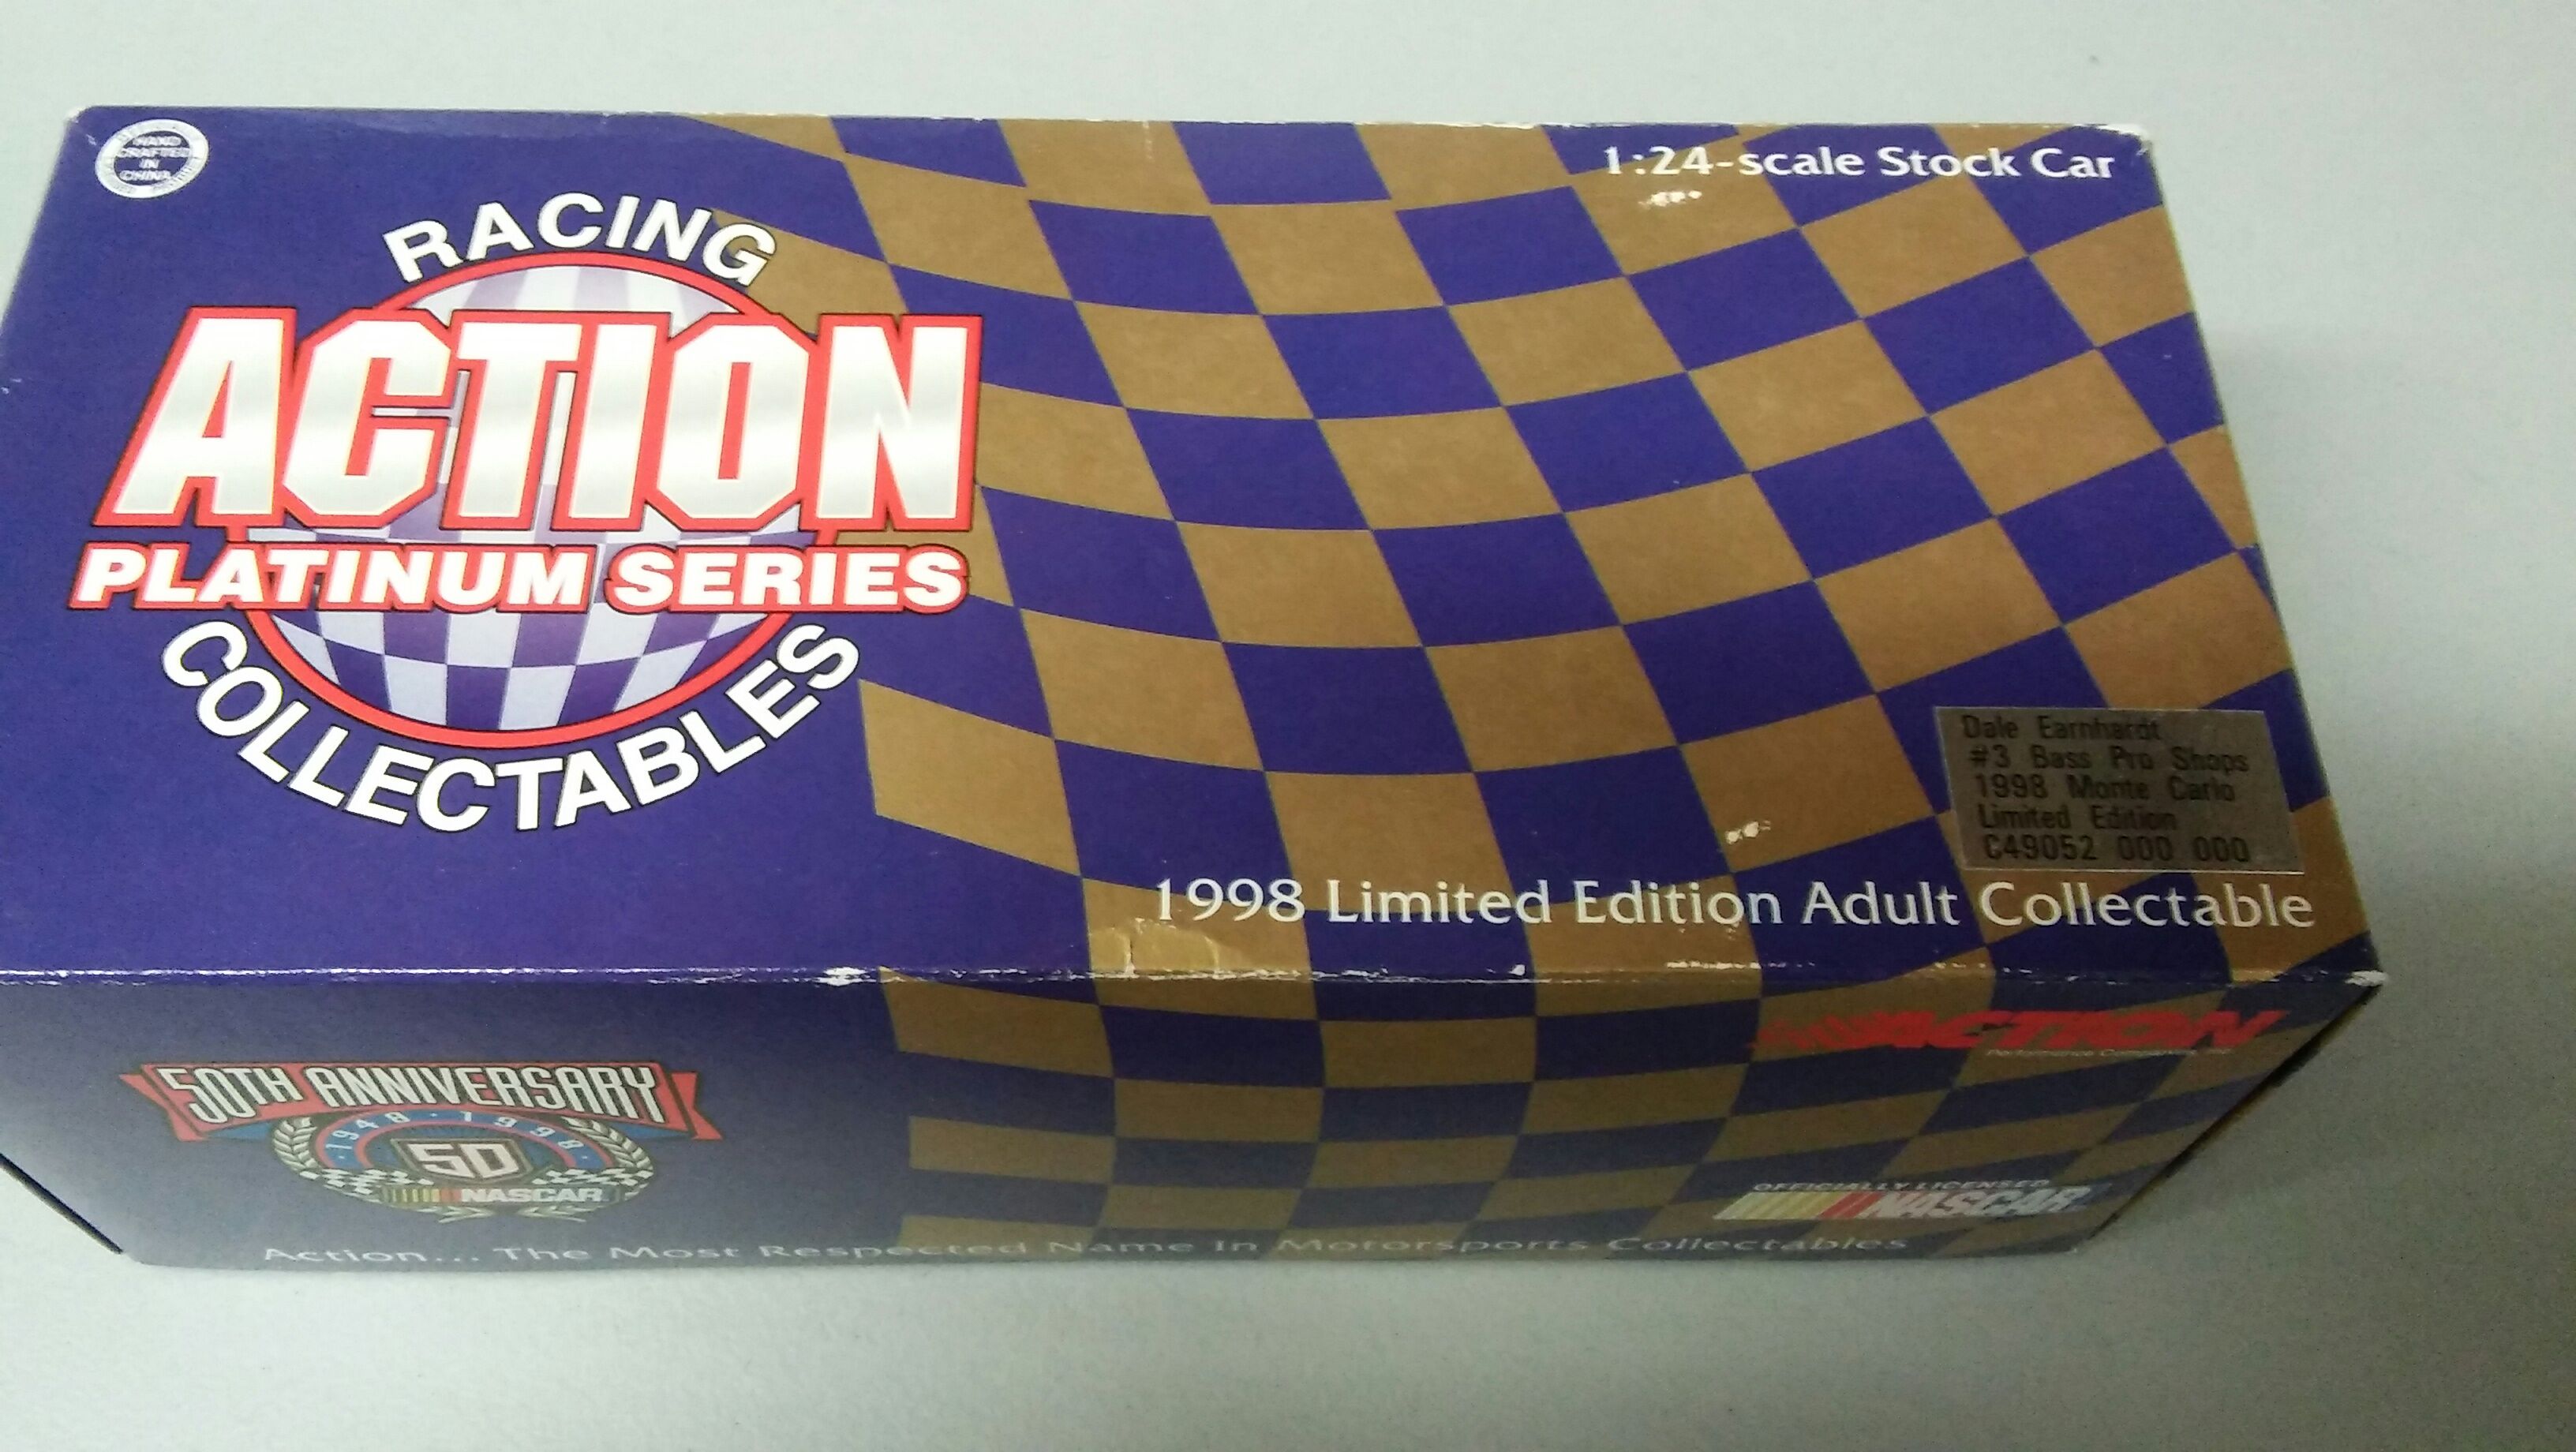 HAND
CRAFTED
IN
CHINA
1:24-scale Stock Car
RACING
ACTION
PLATINUM SERIES
COLLECTABLES
Dale Earnhardt
#3 Bass Pro Shops
1998 Monte Carlo
Limited Edition
C49052 000 000
1998 Limited Edition Adult Collectable
ACTION
50TH ANNIVERSARY
1948 · 1998
50
NASCAR
OFFICIALLY LICENSED
NASCAR
Action... The Most Respected Name In Motorsports Collectables